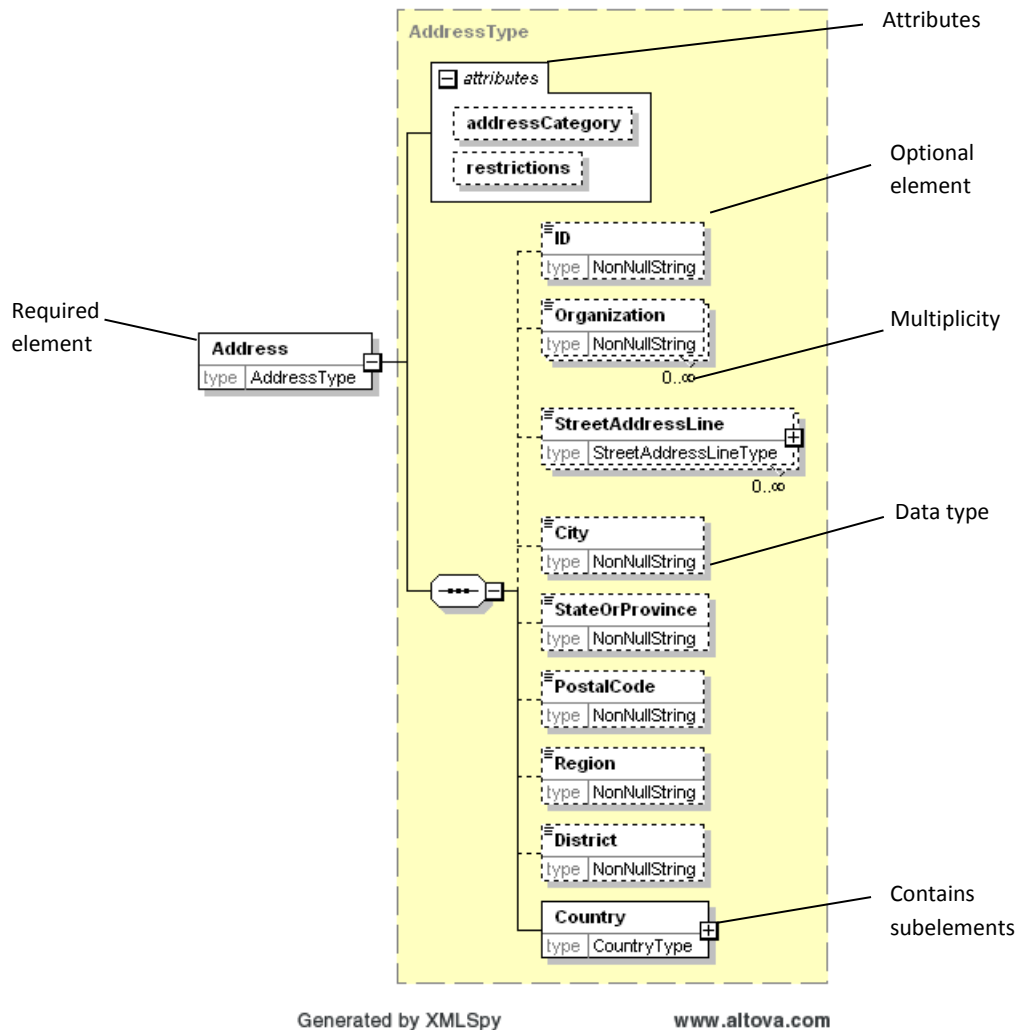 Attributes
AddressType
attributes
addressCategory
restrictions
Optional
element
ID
type NonNullString
Organization
type NonNullString
0..∞
Multiplicity
Required
element
Address
type AddressType
StreetAddressLine
type StreetAddressLineType
0..∞
Data type
City
type NonNullString
StateOrProvince
type NonNullString
PostalCode
type NonNullString
Region
type NonNullString
District
type NonNullString
Country
type CountryType
Contains
subelements
Generated by XMLSpy www.altova.com